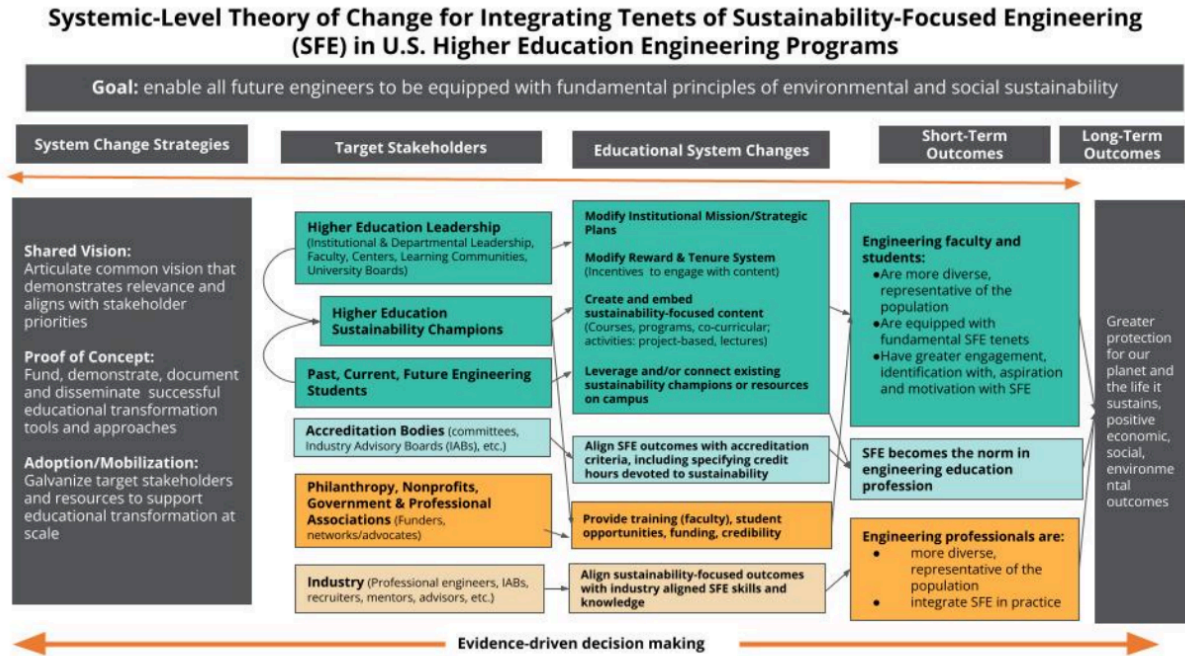 Systemic-Level Theory of Change for Integrating Tenets of Sustainability-Focused Engineering
(SFE) in U.S. Higher Education Engineering Programs
Goal: enable all future engineers to be equipped with fundamental principles of environmental and social sustainability
System Change Strategies
Target Stakeholders
Educational System Changes
Short-Term
Outcomes
Long-Term
Outcomes
Shared Vision:
Articulate common vision that
demonstrates relevance and
aligns with stakeholder
priorities
Proof of Concept:
Fund, demonstrate, document
and disseminate successful
educational transformation
tools and approaches
Adoption/Mobilization:
Galvanize target stakeholders
and resources to support
educational transformation at
scale
Higher Education Leadership
(Institutional & Departmental Leadership,
Faculty, Centers, Learning Communities,
University Boards)
Higher Education
Sustainability Champions
Past, Current, Future Engineering
Students
Accreditation Bodies (committees,
Industry Advisory Boards (IABs), etc.)
Philanthropy, Nonprofits,
Government & Professional
Associations (Funders,
networks/advocates)
Industry (Professional engineers, IABs,
recruiters, mentors, advisors, etc.)
Modify Institutional Mission/Strategic
Plans
Modify Reward & Tenure System
(Incentives to engage with content)
Create and embed
sustainability-focused content
(Courses, programs, co-curricular;
activities: project-based, lectures)
Leverage and/or connect existing
sustainability champions or resources
on campus
Align SFE outcomes with accreditation
criteria, including specifying credit
hours devoted to sustainability
Provide training (faculty), student
opportunities, funding, credibility
Align sustainability-focused outcomes
with industry aligned SFE skills and
knowledge
Engineering faculty and
students:
●Are more diverse,
representative of the
population
●Are equipped with
fundamental SFE tenets
●Have greater engagement,
identification with, aspiration
and motivation with SFE
SFE becomes the norm in
engineering education
profession
Engineering professionals are:
● more diverse,
representative of the
population
● integrate SFE in practice
Greater
protection
for our
planet and
the life it
sustains,
positive
economic,
social,
environme
ntal
outcomes
Evidence-driven decision making